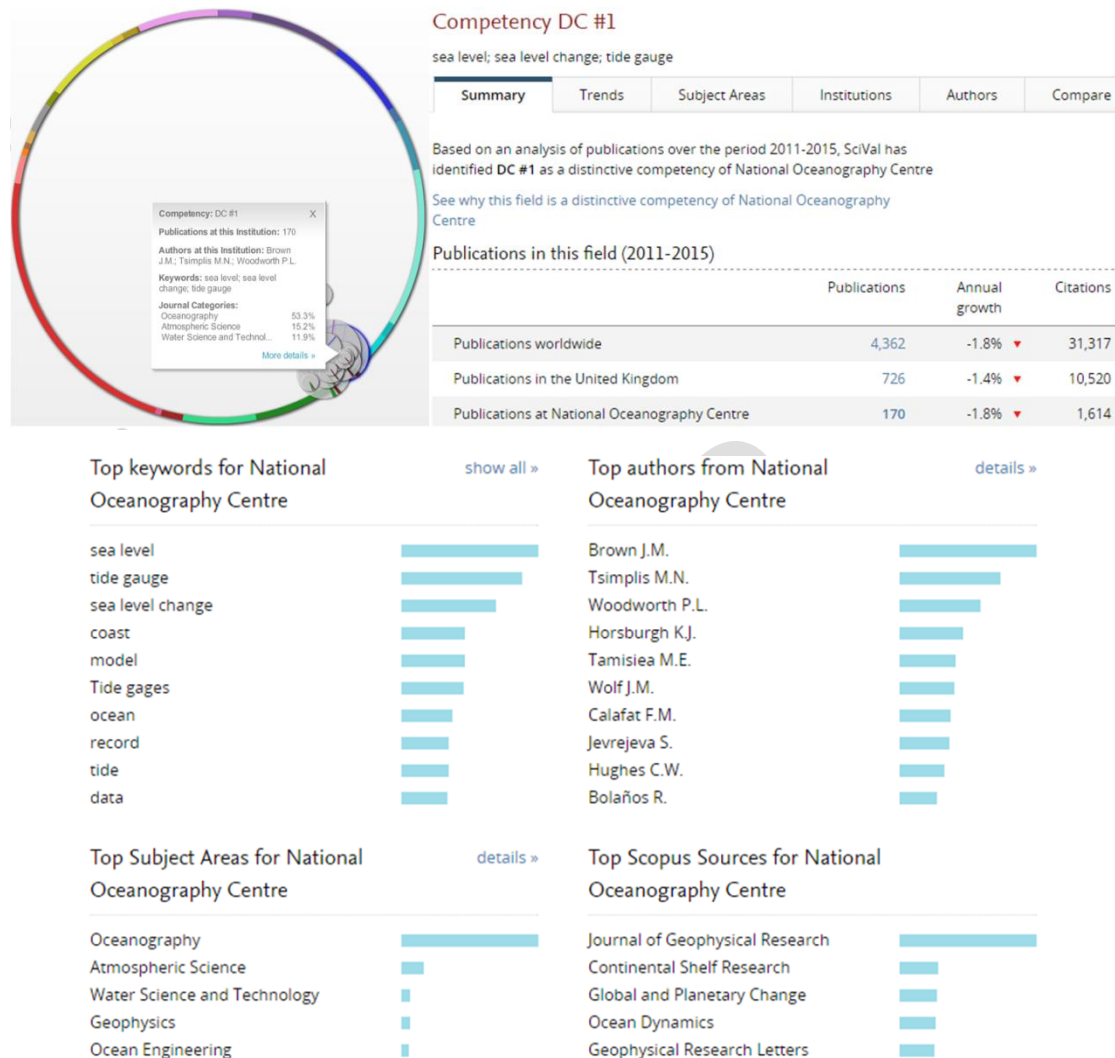 Competency DC #1
sea level; sea level change; tide gauge
Summary Trends Subject Areas Institutions Authors Compare
Based on an analysis of publications over the period 2011-2015, SciVal has
identified DC #1 as a distinctive competency of National Oceanography Centre
See why this field is a distinctive competency of National Oceanography
Centre
Publications in this field (2011-2015)
Publications Annual growth Citations
Publications worldwide 4,362 -1.8% ▼ 31,317
Publications in the United Kingdom 726 -1.4% ▼ 10,520
Publications at National Oceanography Centre 170 -1.8% ▼ 1,614
Competency: DC #1 X
Publications at this Institution: 170
Authors at this Institution: Brown
J.M.; Tsimplis M.N.; Woodworth P.L.
Keywords: sea level; sea level
change; tide gauge
Journal Categories:
Oceanography 53.3%
Atmospheric Science 15.2%
Water Science and Technol... 11.9%
More details »
Top keywords for National show all »
Oceanography Centre
sea level
tide gauge
sea level change
coast
model
Tide gages
ocean
record
tide
data
Top authors from National details »
Oceanography Centre
Brown J.M.
Tsimplis M.N.
Woodworth P.L.
Horsburgh K.J.
Tamisiea M.E.
Wolf J.M.
Calafat F.M.
Jevrejeva S.
Hughes C.W.
Bolaños R.
Top Subject Areas for National details »
Oceanography Centre
Oceanography
Atmospheric Science
Water Science and Technology
Geophysics
Ocean Engineering
Top Scopus Sources for National
Oceanography Centre
Journal of Geophysical Research
Continental Shelf Research
Global and Planetary Change
Ocean Dynamics
Geophysical Research Letters